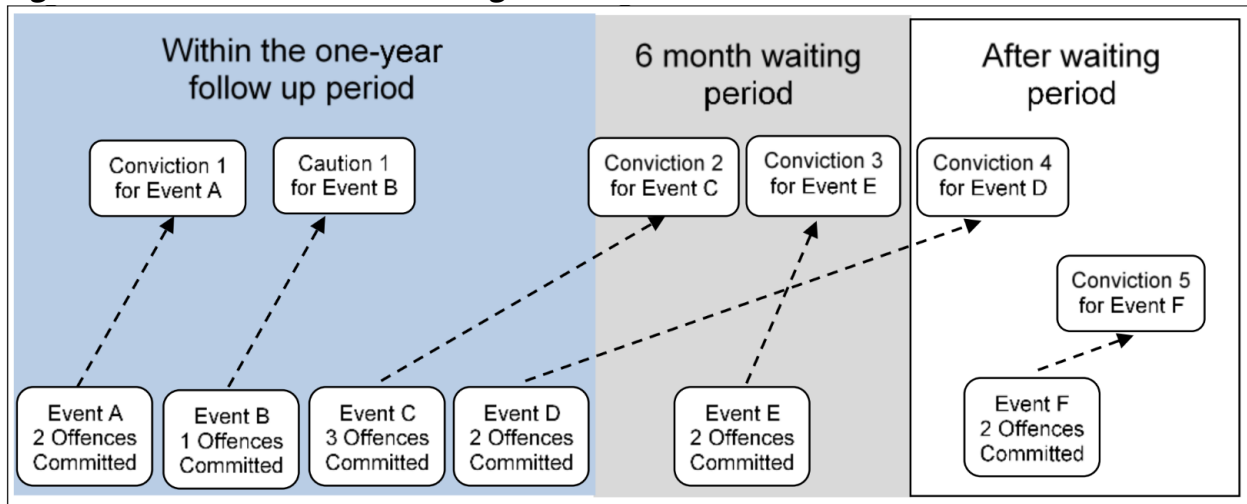 Within the one-year
follow up period
6 month waiting
period
After waiting
period
Conviction 1
for Event A
Caution 1
for Event B
Conviction 2
for Event C
Conviction 3
for Event E
Conviction 4
for Event D
Conviction 5
for Event F
Event A
2 Offences
Committed
Event B
1 Offences
Committed
Event C
3 Offences
Committed
Event D
2 Offences
Committed
Event E
2 Offences
Committed
Event F
2 Offences
Committed